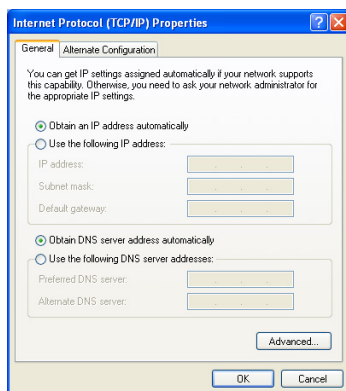 Internet Protocol (TCP/IP) Properties
General
Alternate Configuration
You can get IP settings assigned automatically if your network supports
this capability. Otherwise, you need to ask your network administrator for
the appropriate IP settings.
Obtain an IP address automatically
Use the following IP address:
IP address:
Subnet mask:
Default gateway:
Obtain DNS server address automatically
Use the following DNS server addresses:
Preferred DNS server:
Alternate DNS server:
Advanced...
OK
Cancel